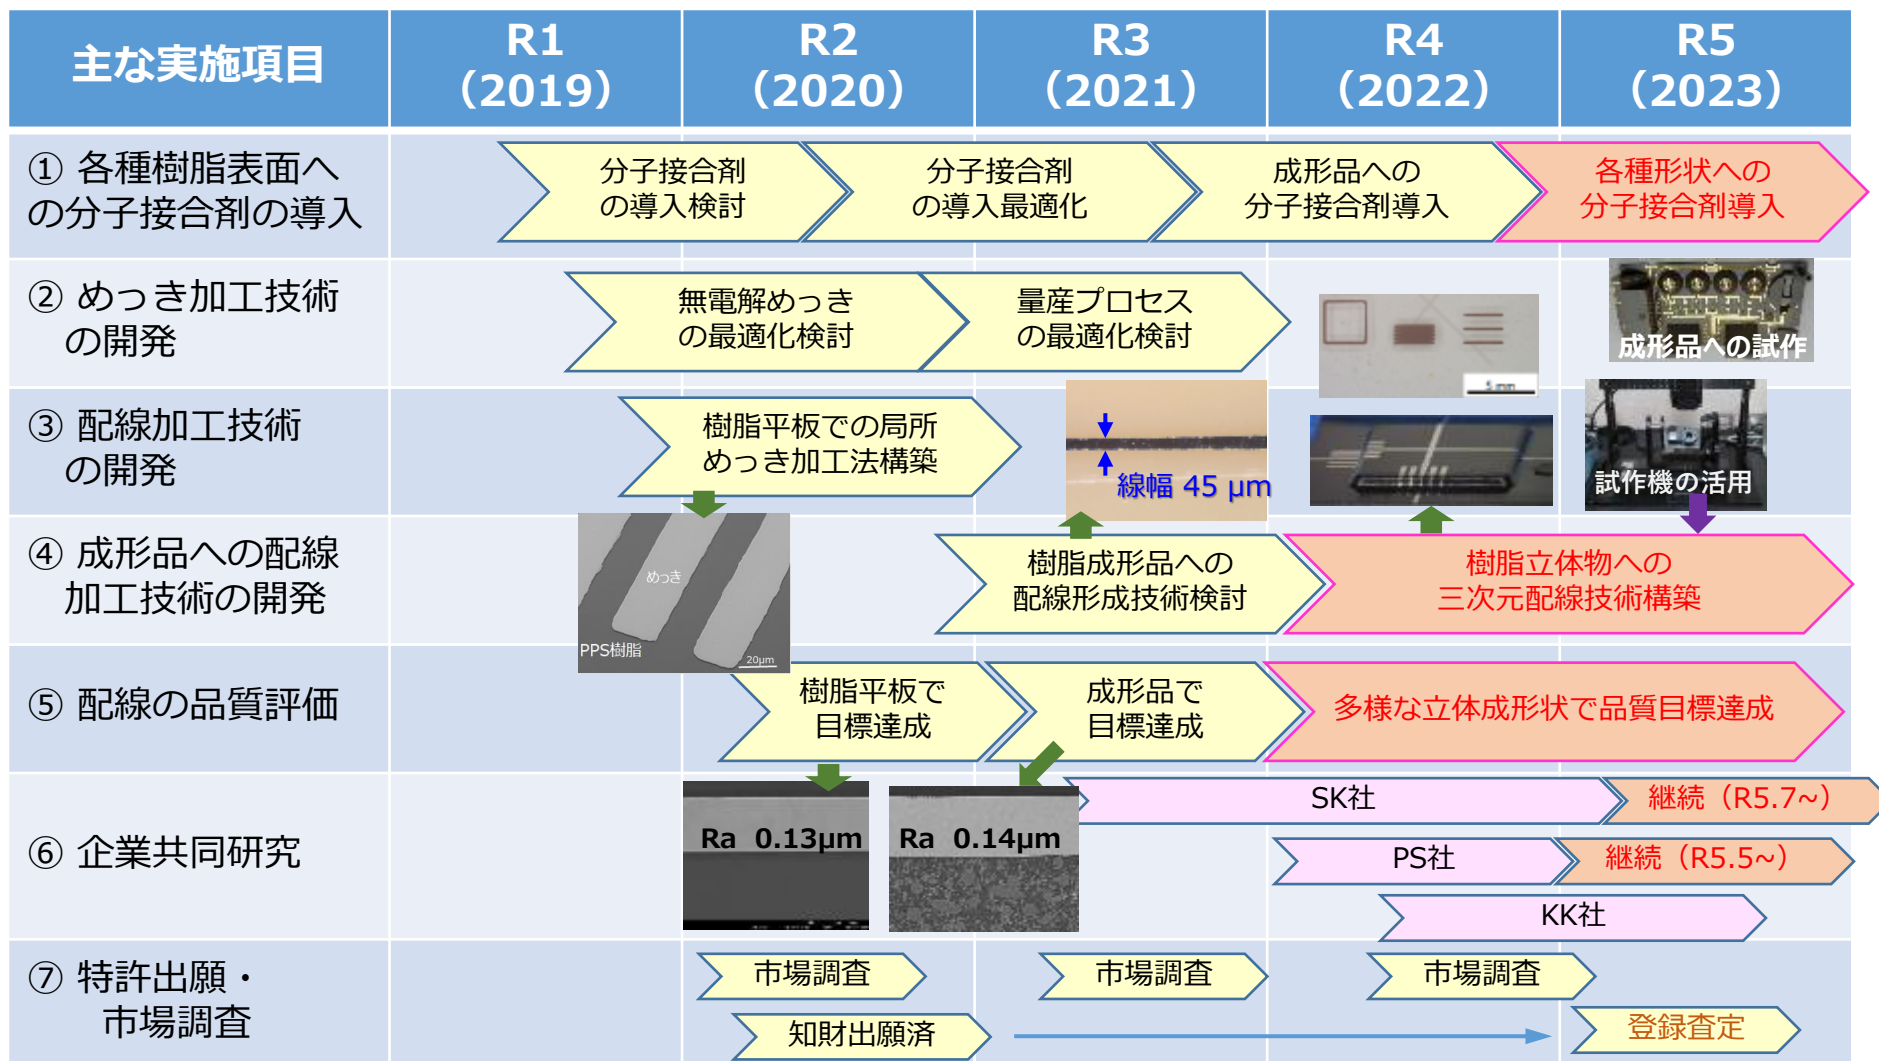 主な実施項目
R1
（2019）
R2
（2020）
R3
（2021）
R4
（2022）
R5
（2023）
① 各種樹脂表面へ
の分子接合剤の導入
分子接合剤
の導入検討
分子接合剤
の導入最適化
成形品への
分子接合剤導入
各種形状への
分子接合剤導入
② めっき加工技術
の開発
無電解めっき
の最適化検討
量産プロセス
の最適化検討
5 mm
成形品への試作
③ 配線加工技術
の開発
樹脂平板での局所
めっき加工法構築
線幅 45 μm
試作機の活用
④ 成形品への配線
加工技術の開発
めっき
PPS樹脂
20μm
樹脂成形品への
配線形成技術検討
樹脂立体物への
三次元配線技術構築
⑤ 配線の品質評価
樹脂平板で
目標達成
成形品で
目標達成
多様な立体成形状で品質目標達成
⑥ 企業共同研究
Ra 0.13μm
Ra 0.14μm
SK社
継続（R5.7~）
PS社
継続（R5.5~）
KK社
⑦ 特許出願・
市場調査
市場調査
市場調査
市場調査
知財出願済
登録査定